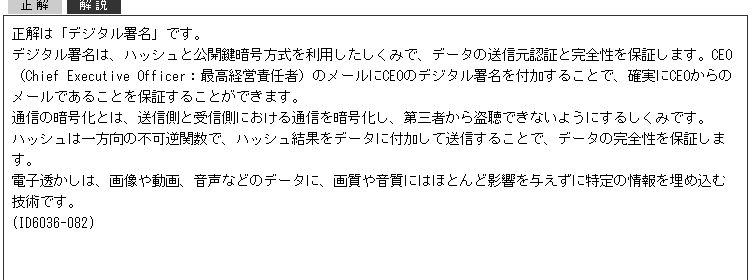 正解 解説
正解は「デジタル署名」です。
デジタル署名は、ハッシュと公開鍵暗号方式を利用したしくみで、データの送信元認証と完全性を保証します。CEO
（Chief Executive Officer：最高経営責任者）のメールにCEOのデジタル署名を付加することで、確実にCEOからの
メールであることを保証することができます。
通信の暗号化とは、送信側と受信側における通信を暗号化し、第三者から盗聴できないようにするしくみです。
ハッシュは一方向の不可逆関数で、ハッシュ結果をデータに付加して送信することで、データの完全性を保証しま
す。
電子透かしは、画像や動画、音声などのデータに、画質や音質にはほとんど影響を与えずに特定の情報を埋め込む
技術です。
(ID6036-082)